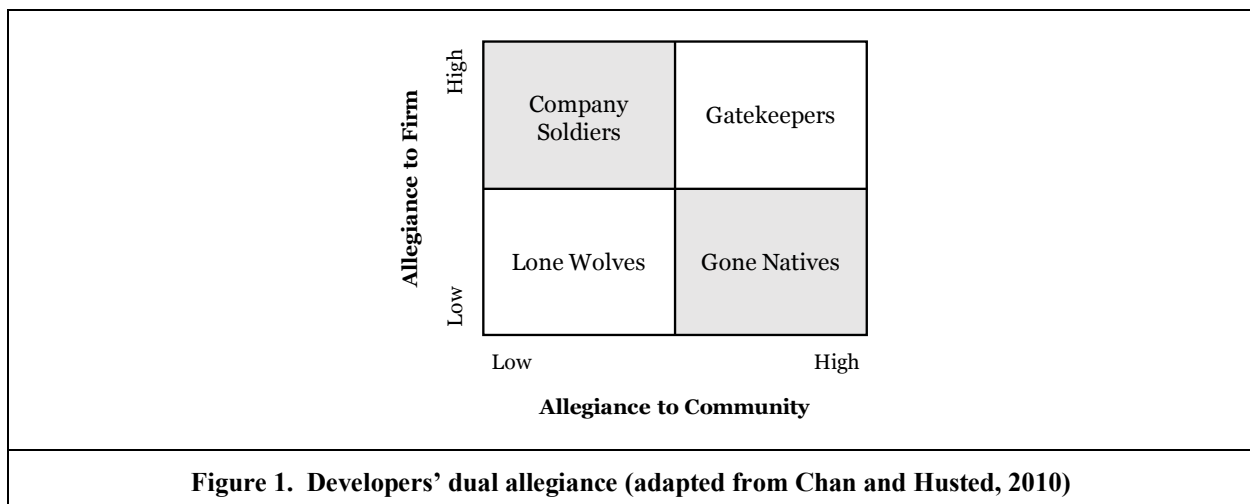 High
Company
Soldiers
Gatekeepers
Allegiance to Firm
Lone Wolves
Gone Natives
Low
Low
High
Allegiance to Community
Figure 1. Developers’ dual allegiance (adapted from Chan and Husted, 2010)